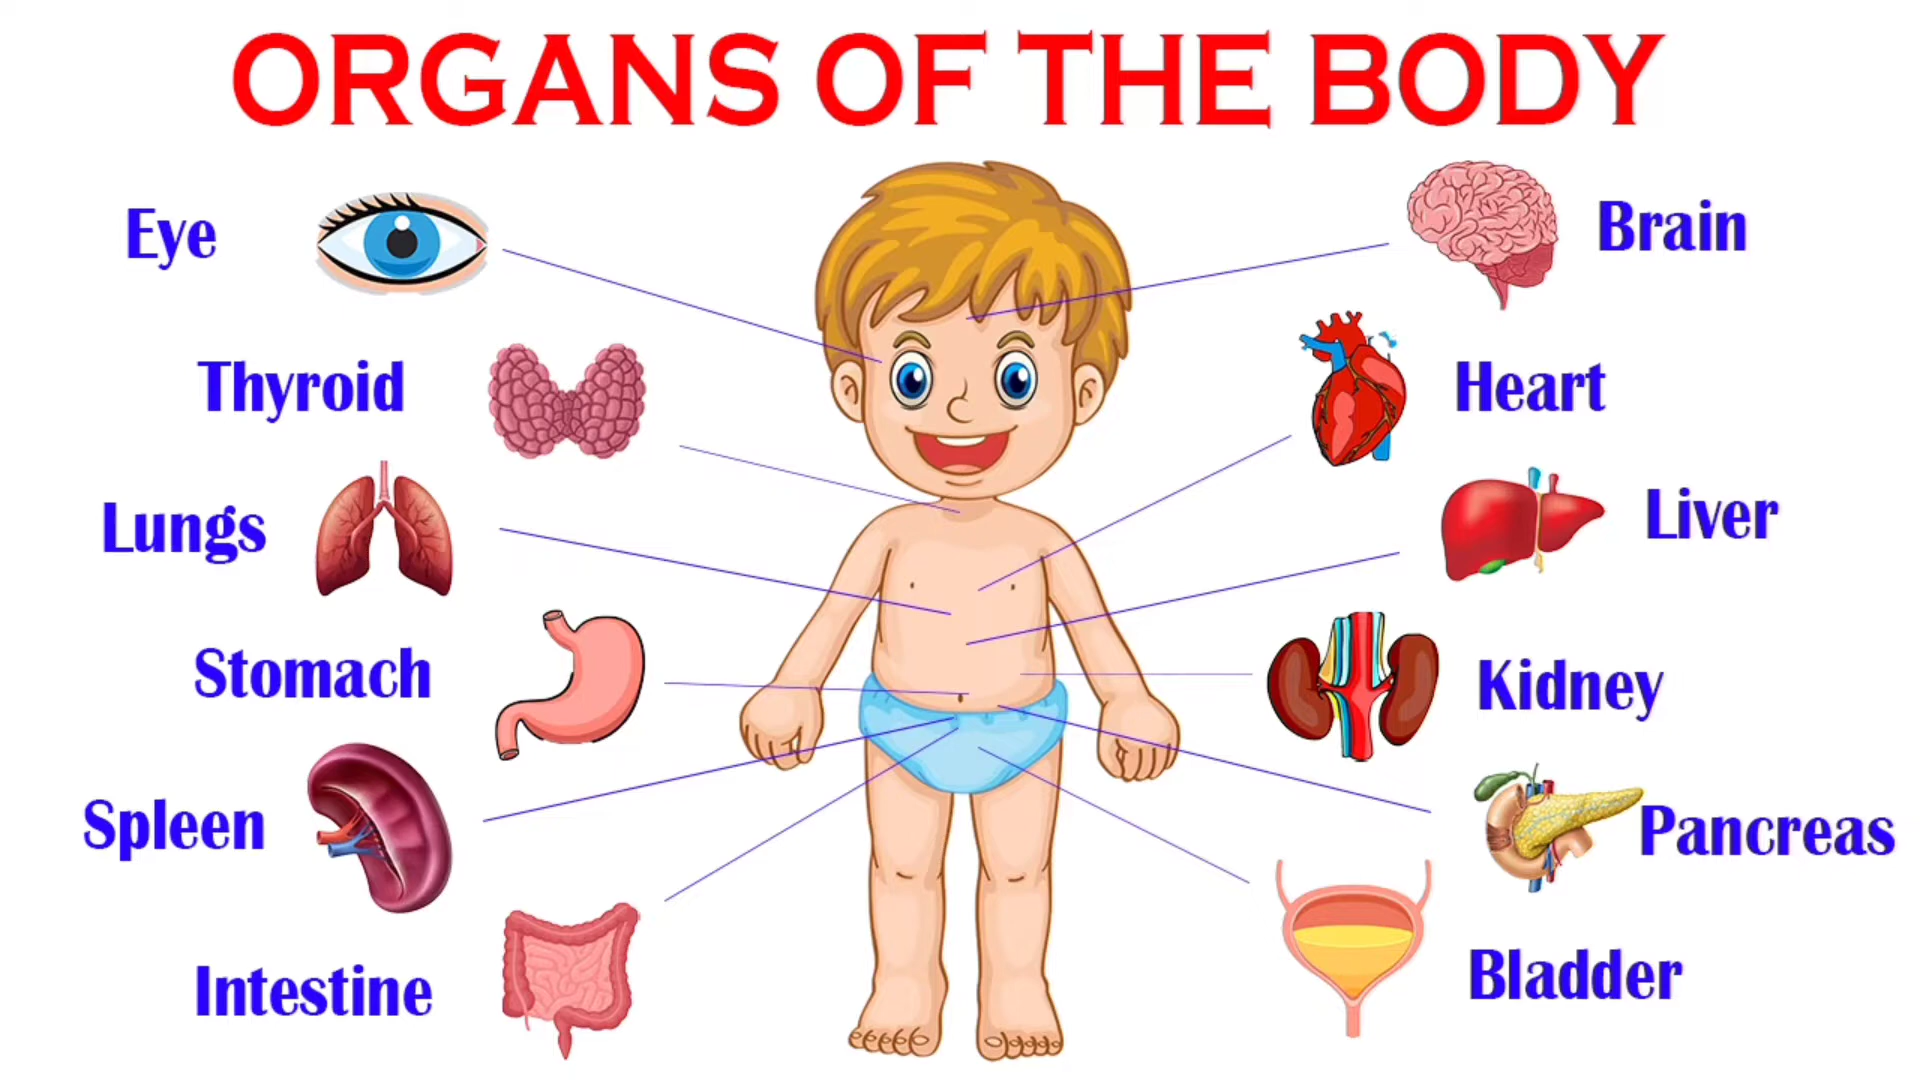 ORGANS OF THE BODY
Eye
Brain
Thyroid
Heart
Lungs
Liver
Stomach
Kidney
Spleen
Pancreas
Intestine
Bladder